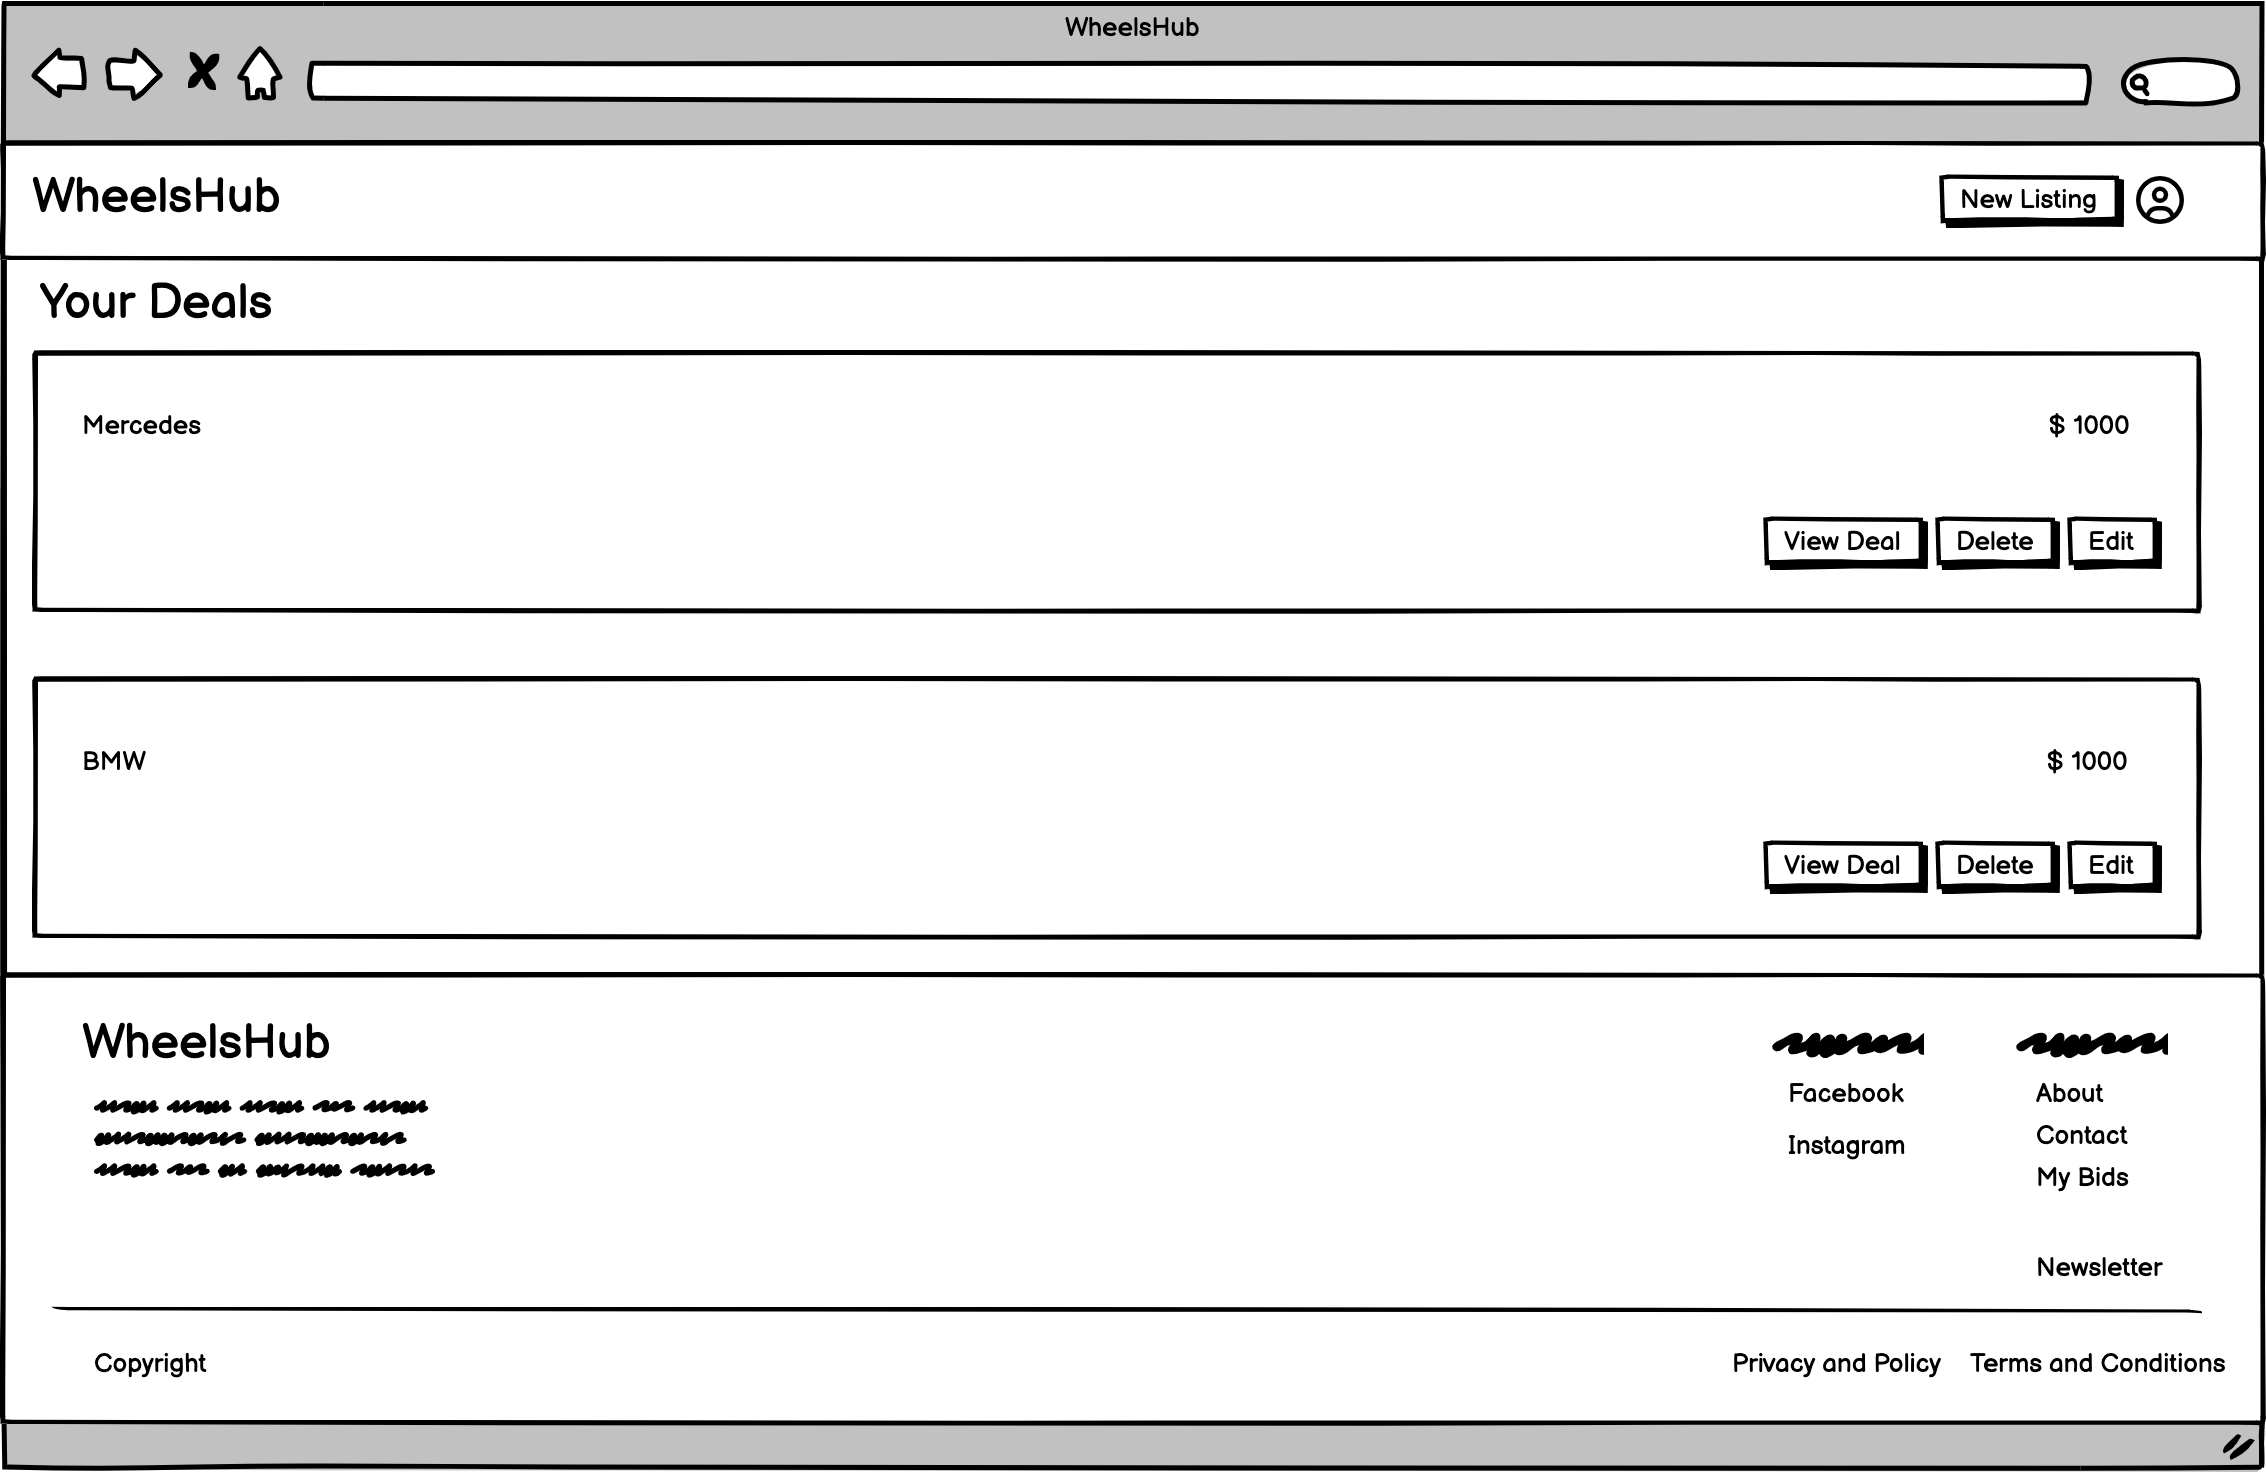 WheelsHub
WheelsHub
New Listing
Your Deals
Mercedes
$ 1000
View Deal
Delete
Edit
BMW
$ 1000
View Deal
Delete
Edit
WheelsHub
Facebook
Instagram
About
Contact
My Bids
Newsletter
Copyright
Privacy and Policy
Terms and Conditions